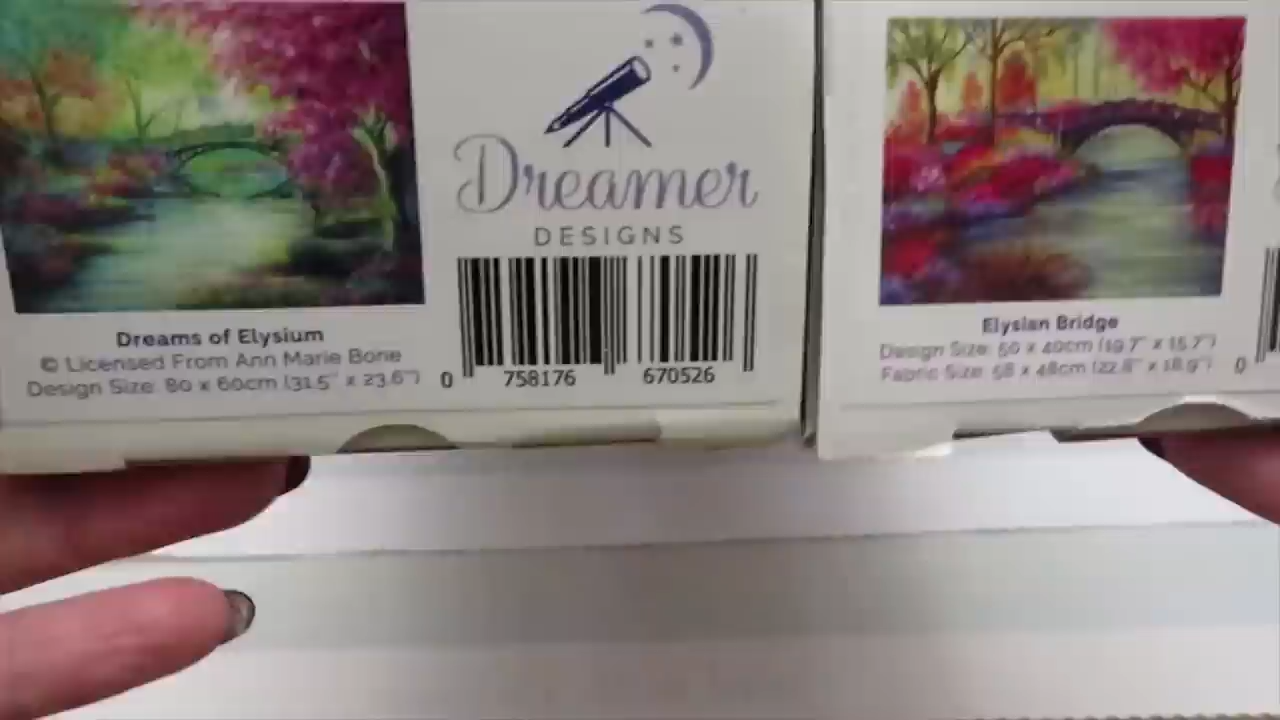 Dreamer
DESIGNS
Dreams of Elysium
© Licensed From Ann Marie Bone
Design Size: 80 x 60cm (31.5" x 23.6")
0 758176 670526
Elysian Bridge
Design Size: 50 x 40cm (19.7" x 15.7")
Fabric Size: 58 x 48cm (22.8" x 18.9")
0